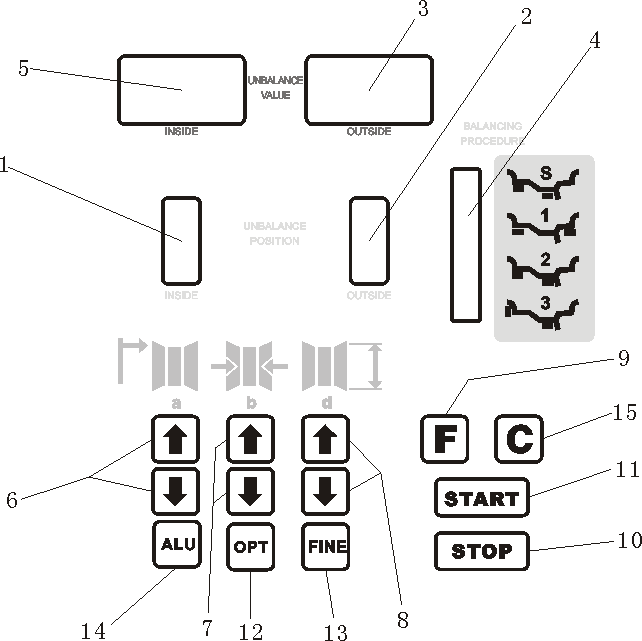 3
2
5
4
UNBALANCE
VALUE
INSIDE
OUTSIDE
BALANCING
PROCEDURE
1
S
1
2
3
UNBALANCE
POSITION
INSIDE
OUTSIDE
a
b
d
9
F
C
15
6
11
START
ALU
OPT
FINE
STOP
10
14
7
12
13
8